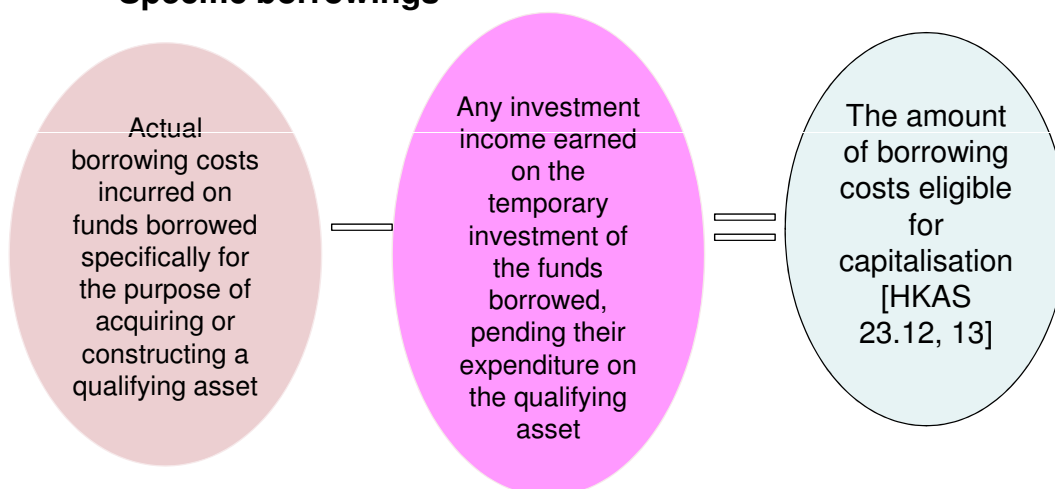 Specific borrowings
Actual
borrowing costs
incurred on
funds borrowed
specifically for
the purpose of
acquiring or
constructing a
qualifying asset
Any investment
income earned
on the
temporary
investment of
the funds
borrowed,
pending their
expenditure on
the qualifying
asset
The amount
of borrowing
costs eligible
for
capitalisation
[HKAS
23.12, 13]